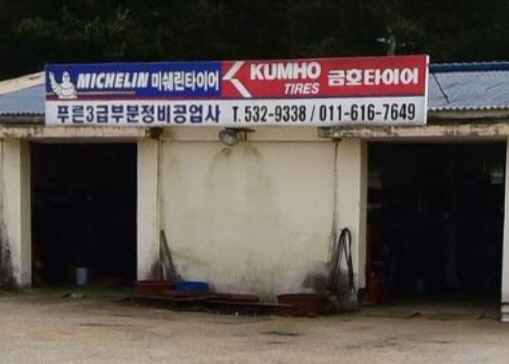 MICHELIN 미쉐린타이어 KUMHO TIRES 금호타이어
푸른3급부분정비공업사 T. 532-9338 / 011-616-7649